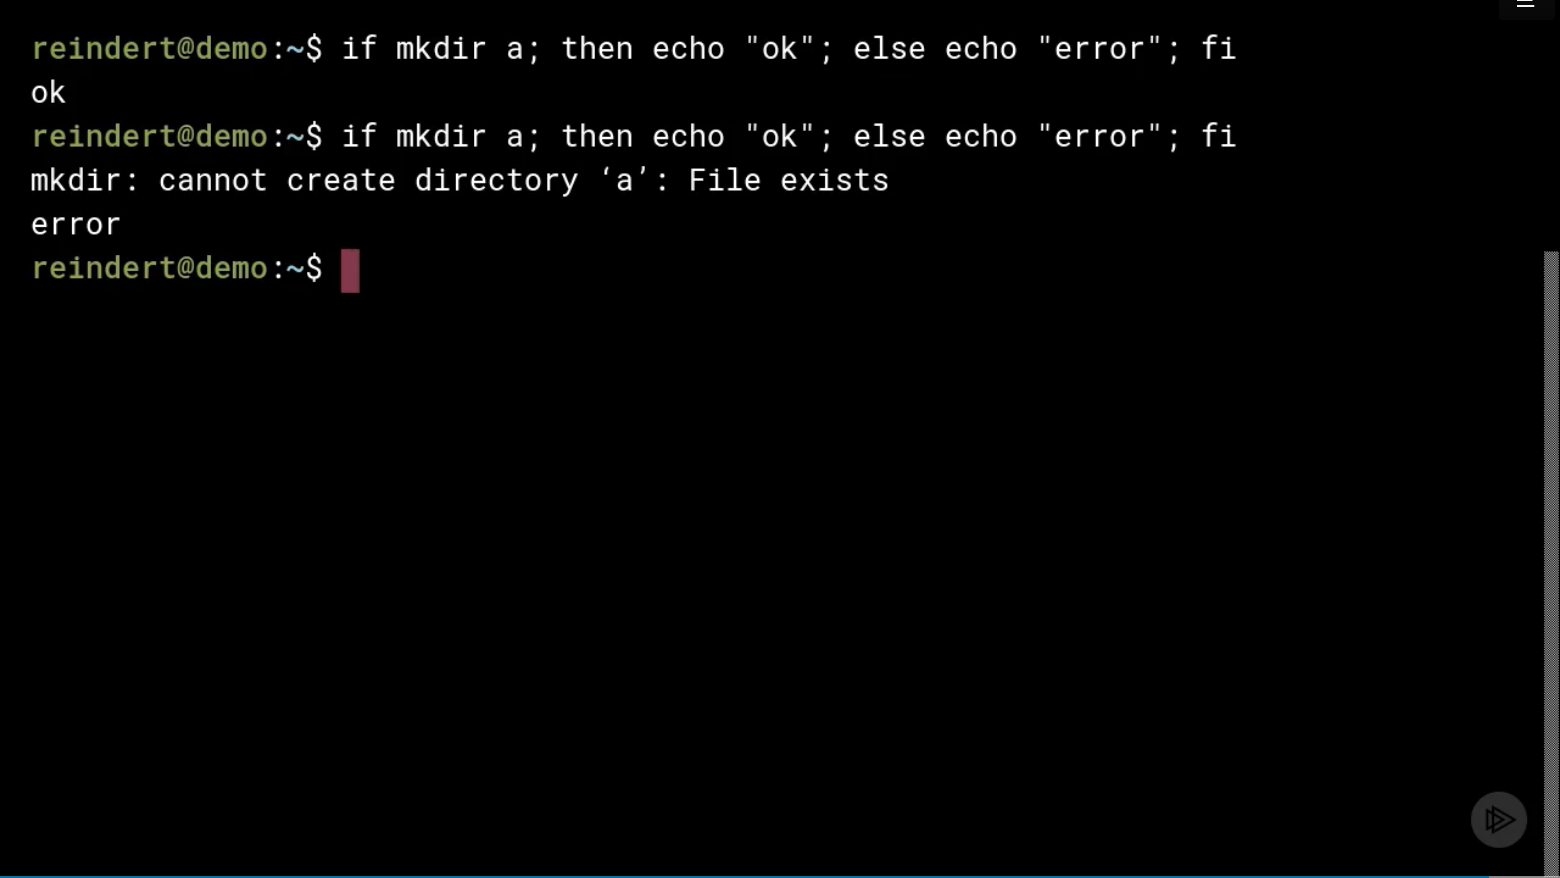 reindert@demo:~$ if mkdir a; then echo "ok"; else echo "error"; fi
ok
reindert@demo:~$ if mkdir a; then echo "ok"; else echo "error"; fi
mkdir: cannot create directory ‘a’: File exists
error
reindert@demo:~$